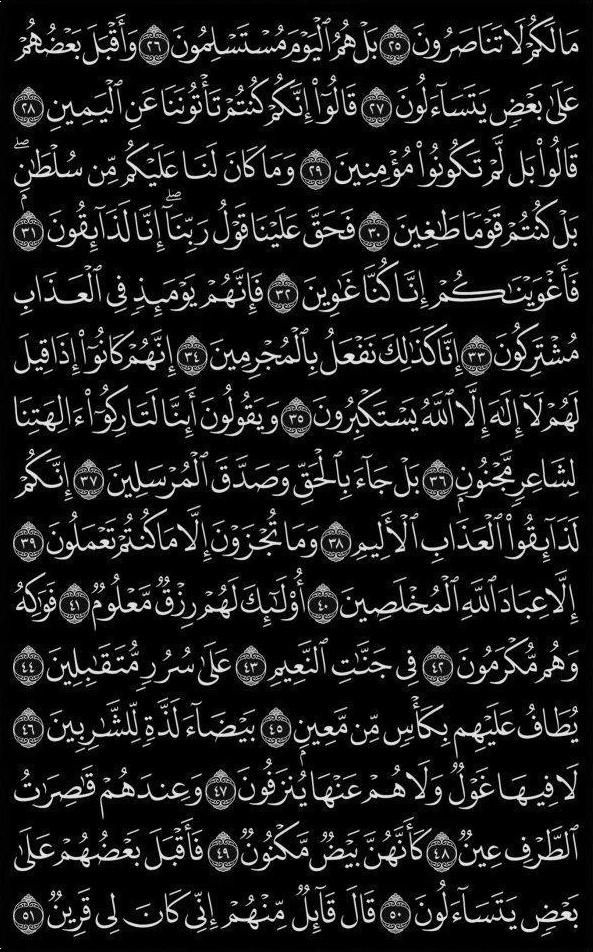 مَا لَكُمْ لَا تَنَاصَرُونَ ٢٥ بَلْ هُمُ ٱلْيَوْمَ مُسْتَسْلِمُونَ ٢٦ وَأَقْبَلَ بَعْضُهُمْ
عَلَىٰ بَعْضٍ يَتَسَآءَلُونَ ٢٧ قَالُوٓا۟ إِنَّكُمْ كُنتُمْ تَأْتُونَنَا عَنِ ٱلْيَمِينِ ٢٨
قَالُوا۟ بَل لَّمْ تَكُونُوا۟ مُؤْمِنِينَ ٢٩ وَمَا كَانَ لَنَا عَلَيْكُم مِّن سُلْطَٰنٍۭ ۖ
بَلْ كُنتُمْ قَوْمًا طَٰغِينَ ٣٠ فَحَقَّ عَلَيْنَا قَوْلُ رَبِّنَآ ۖ إِنَّا لَذَآئِقُونَ ٣١
فَأَغْوَيْنَٰكُمْ إِنَّا كُنَّا غَٰوِينَ ٣٢ فَإِنَّهُمْ يَوْمَئِذٍ فِى ٱلْعَذَابِ
مُشْتَرِكُونَ ٣٣ إِنَّا كَذَٰلِكَ نَفْعَلُ بِٱلْمُجْرِمِينَ ٣٤ إِنَّهُمْ كَانُوٓا۟ إِذَا قِيلَ
لَهُمْ لَآ إِلَٰهَ إِلَّا ٱللَّهُ يَسْتَكْبِرُونَ ٣٥ وَيَقُولُونَ أَئِنَّا لَتَارِكُوٓا۟ ءَالِهَتِنَا
لِشَاعِرٍ مَّجْنُونٍۭ ٣٦ بَلْ جَآءَ بِٱلْحَقِّ وَصَدَّقَ ٱلْمُرْسَلِينَ ٣٧ إِنَّكُمْ
لَذَآئِقُوا۟ ٱلْعَذَابِ ٱلْأَلِيمِ ٣٨ وَمَا تُجْزَوْنَ إِلَّا مَا كُنتُمْ تَعْمَلُونَ ٣٩
إِلَّا عِبَادَ ٱللَّهِ ٱلْمُخْلَصِينَ ٤٠ أُو۟لَٰٓئِكَ لَهُمْ رِزْقٌ مَّعْلُومٌ ٤١ فَوَٰكِهُ
وَهُم مُّكْرَمُونَ ٤٢ فِى جَنَّٰتِ ٱلنَّعِيمِ ٤٣ عَلَىٰ سُرُرٍ مُّتَقَٰبِلِينَ ٤٤
يُطَافُ عَلَيْهِم بِكَأْسٍ مِّن مَّعِينٍۭ ٤٥ بَيْضَآءَ لَذَّةٍ لِّلشَّٰرِبِينَ ٤٦
لَا فِيهَا غَوْلٌ وَلَا هُمْ عَنْهَا يُنزَفُونَ ٤٧ وَعِندَهُمْ قَٰصِرَٰتُ
ٱلطَّرْفِ عِينٌ ٤٨ كَأَنَّهُنَّ بَيْضٌ مَّكْنُونٌ ٤٩ فَأَقْبَلَ بَعْضُهُمْ عَلَىٰ
بَعْضٍ يَتَسَآءَلُونَ ٥٠ قَالَ قَآئِلٌ مِّنْهُمْ إِنِّى كَانَ لِى قَرِينٌ ٥١